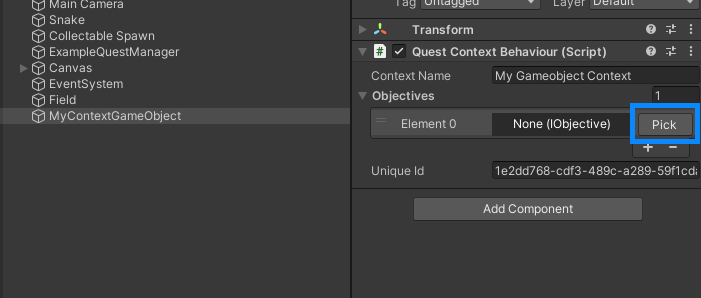 Main Camera
Snake
Collectable Spawn
ExampleQuestManager
Canvas
EventSystem
Field
MyContextGameObject
Tag Untagged Layer Default
Transform
# Quest Context Behaviour (Script)
Context Name My Gameobject Context
Objectives 1
Element 0 None (IObjective) Pick
+ −
Unique Id 1e2dd768-cdf3-489c-a289-59f1cda
Add Component